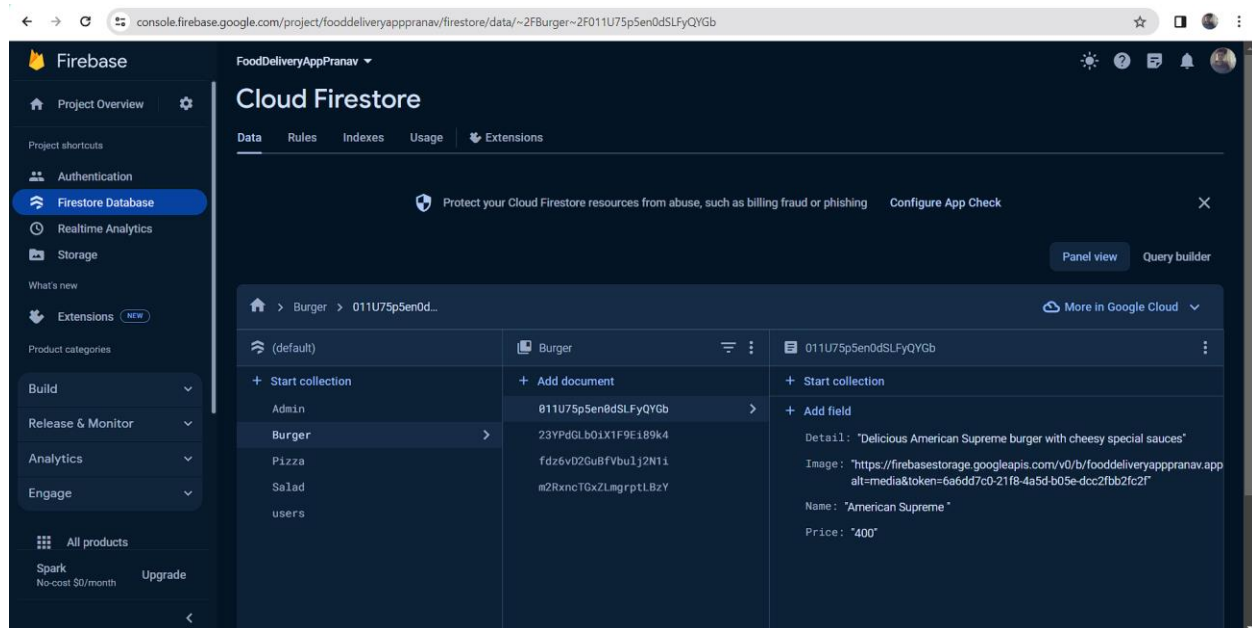 console.firebase.google.com/project/fooddeliveryapppranav/firestore/data/~2FBurger~2F011U75p5en0dSLFyQYGb
Firebase
FoodDeliveryAppPranav
Project Overview
Cloud Firestore
Data Rules Indexes Usage Extensions
Project shortcuts
Authentication
Firestore Database
Realtime Analytics
Storage
What's new
Extensions NEW
Product categories
Build
Release & Monitor
Analytics
Engage
All products
Spark
No-cost $0/month
Upgrade
Protect your Cloud Firestore resources from abuse, such as billing fraud or phishing Configure App Check
Panel view Query builder
Burger > 011U75p5en0d...
More in Google Cloud
(default)
+ Start collection
Admin
Burger
Pizza
Salad
users
Burger
+ Add document
011U75p5en0dSLFyQYGb
23YPdGLbOiX1F9Ei89k4
fdz6vD2GuBfVbulj2N1i
m2RxncTGxZLmgrptLBzY
011U75p5en0dSLFyQYGb
+ Start collection
+ Add field
Detail: "Delicious American Supreme burger with cheesy special sauces"
Image: "https://firebasestorage.googleapis.com/v0/b/fooddeliveryapppranav.app
alt=media&token=6a6dd7c0-21f8-4a5d-b05e-dcc2fbb2fc2f"
Name: "American Supreme "
Price: "400"